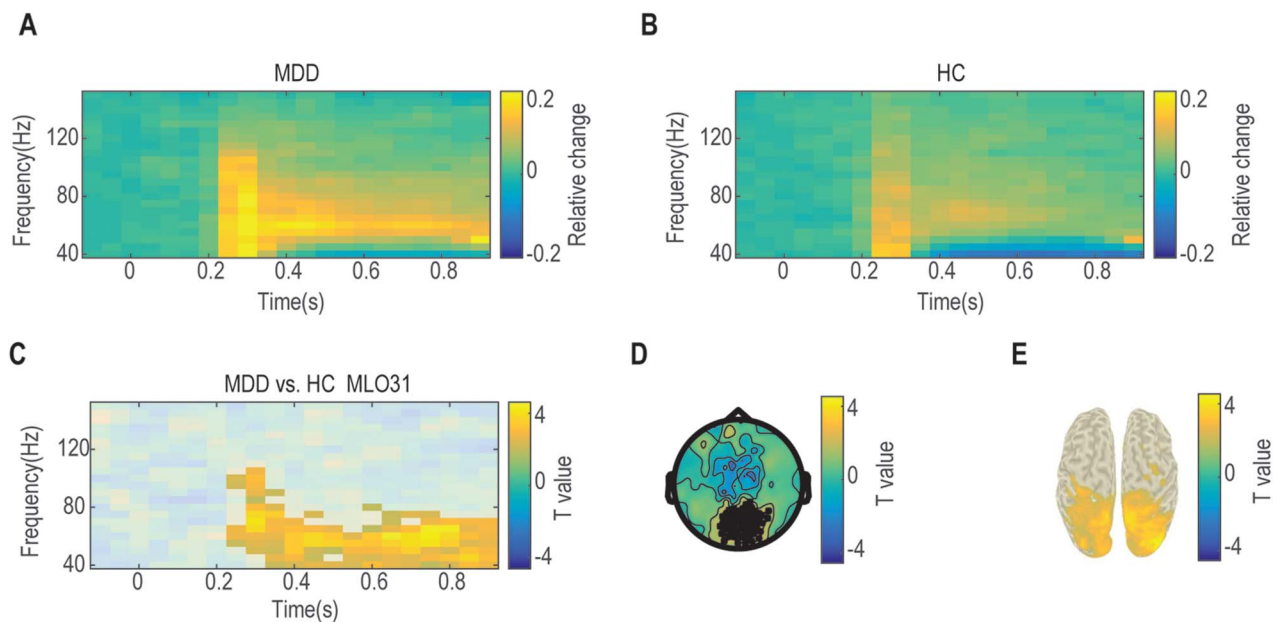 A
B
MDD
HC
Frequency(Hz)
120
80
40
0
0.2
0.4
0.6
0.8
Time(s)
0.2
0
-0.2
Relative change
Frequency(Hz)
120
80
40
0
0.2
0.4
0.6
0.8
Time(s)
0.2
0
-0.2
Relative change
C
D
E
MDD vs. HC MLO31
Frequency(Hz)
120
80
40
0
0.2
0.4
0.6
0.8
Time(s)
4
0
-4
T value
4
0
-4
T value
4
0
-4
T value